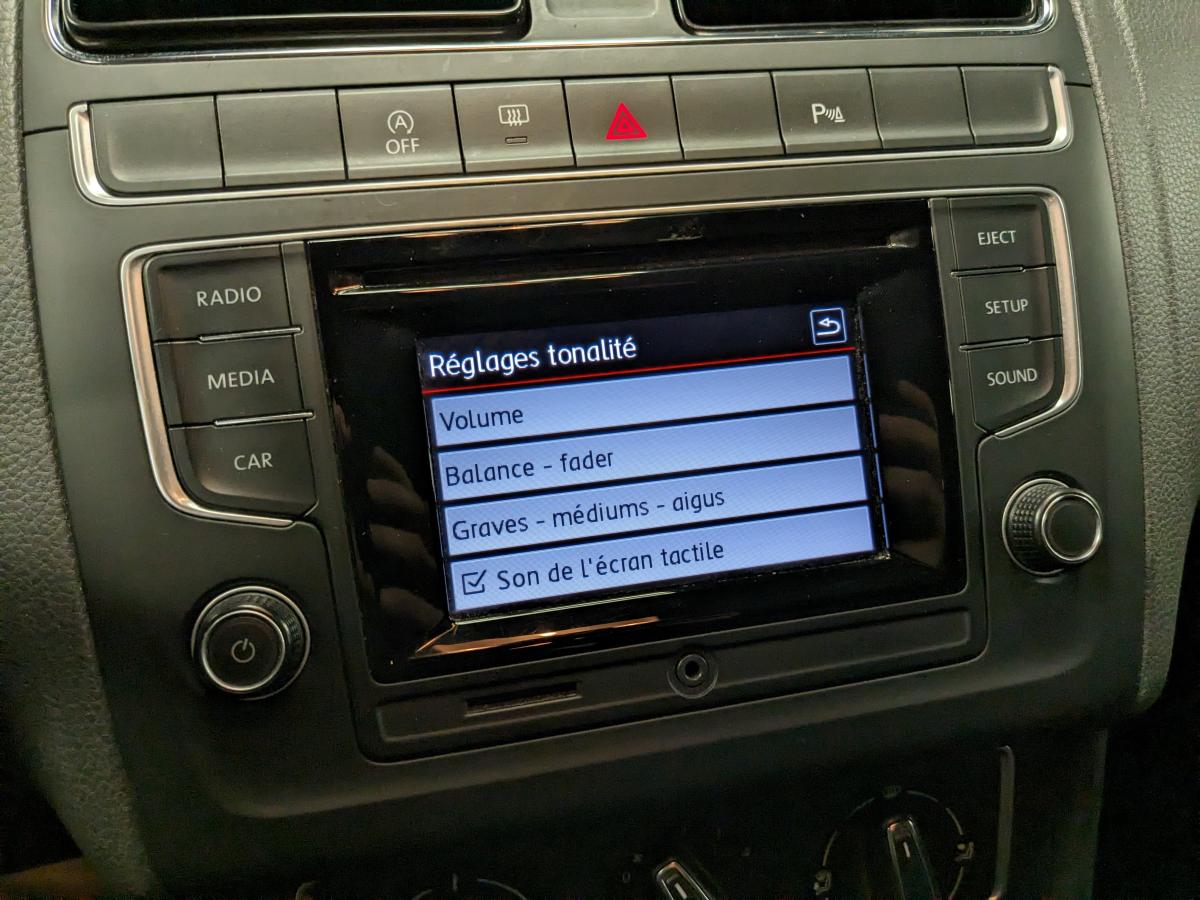 A
OFF
P
RADIO
MEDIA
CAR
EJECT
SETUP
SOUND
Réglages tonalité
Volume
Balance - fader
Graves - médiums - aigus
Son de l'écran tactile